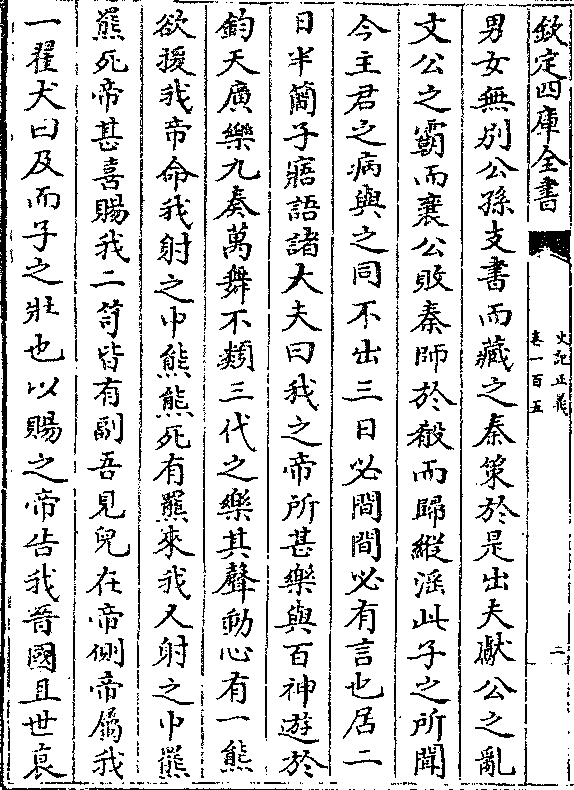 欽定四庫全書
史記正義
卷一百五
二
男女無別公孫支書而藏之秦策於是出夫獻公之亂
文公之霸而襄公敗秦師於殽而歸縱淫此子之所聞
今主君之病與之同不出三日必間間必有言也居二
日半簡子寤語諸大夫曰我之帝所甚樂與百神遊於
鈞天廣樂九奏萬舞不類三代之樂其聲動心有一熊
欲援我帝命我射之中熊熊死有羆來我又射之中羆
羆死帝甚喜賜我二笥皆有副吾見兒在帝側帝屬我
一翟犬曰及而子之壯也以賜之帝告我晉國且世衰